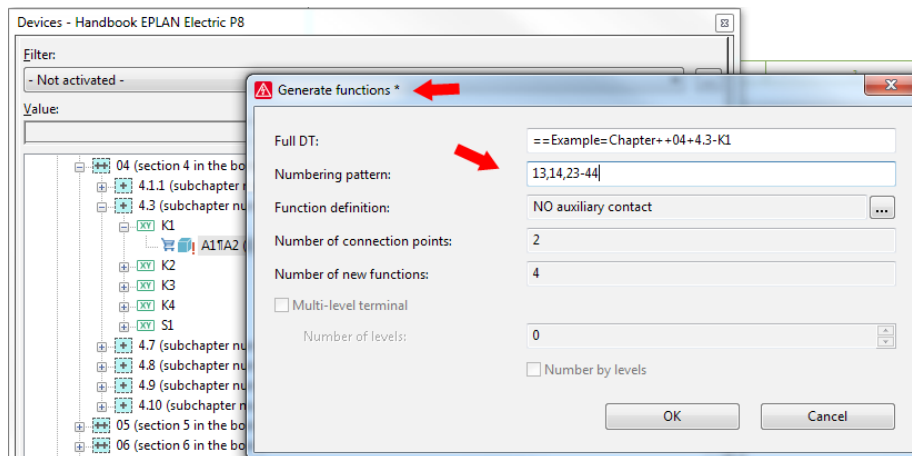 Devices - Handbook EPLAN Electric P8
Filter:
- Not activated -
Value:
04 (section 4 in the bo
4.1.1 (subchapter
4.3 (subchapter nu
K1
A1¶A2 (
K2
K3
K4
S1
4.7 (subchapter nu
4.8 (subchapter nu
4.9 (subchapter nu
4.10 (subchapter n
05 (section 5 in the bo
06 (section 6 in the bo
Generate functions *
Full DT:
==Example=Chapter++04+4.3-K1
Numbering pattern:
13,14,23-44
Function definition:
NO auxiliary contact
...
Number of connection points:
2
Number of new functions:
4
Multi-level terminal
Number of levels:
0
Number by levels
OK
Cancel